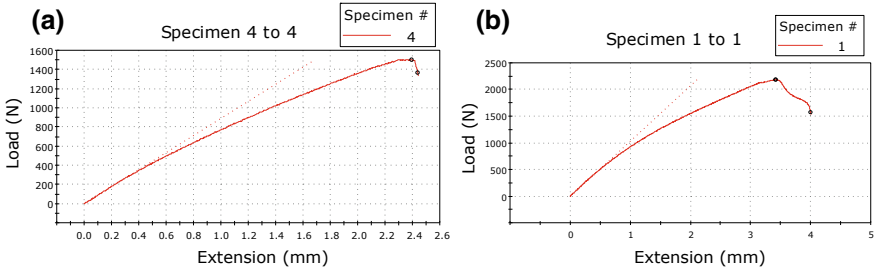 (a)
Specimen 4 to 4
Specimen #
4
Load (N)
1600
1400
1200
1000
800
600
400
200
0
0.0 0.2 0.4 0.6 0.8 1.0 1.2 1.4 1.6 1.8 2.0 2.2 2.4 2.6
Extension (mm)
(b)
Specimen 1 to 1
Specimen #
1
Load (N)
2500
2000
1500
1000
500
0
0 1 2 3 4 5
Extension (mm)